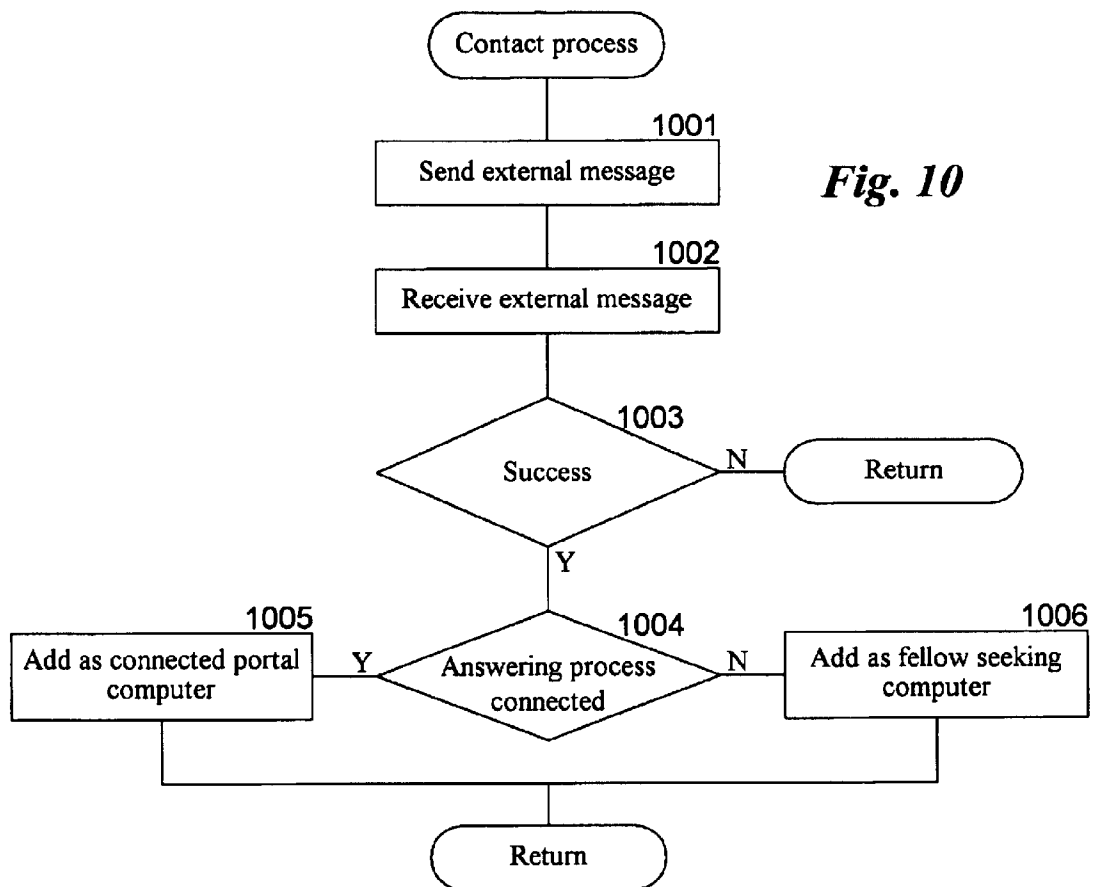 Contact process
1001
Send external message
Fig. 10
1002
Receive external message
1003
Success
N
Return
Y
1005
Add as connected portal
computer
Y
1004
Answering process
connected
N
1006
Add as fellow seeking
computer
Return